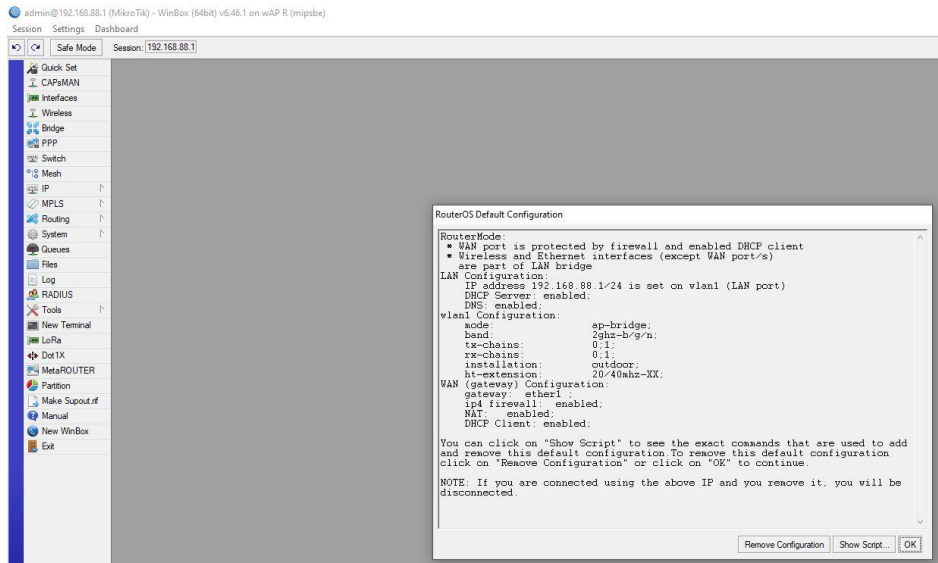 admin@192.168.88.1 (MikroTik) - WinBox (64bit) v6.46.1 on wAP R (mipsbe)
Session Settings Dashboard
Safe Mode Session: 192.168.88.1
Quick Set
CAPsMAN
Interfaces
Wireless
Bridge
PPP
Switch
Mesh
IP
MPLS
Routing
System
Queues
Files
Log
RADIUS
Tools
New Terminal
LoRa
Dot1X
MetaROUTER
Partition
Make Supout.rif
Manual
New WinBox
Exit
RouterOS Default Configuration
RouterMode:
* WAN port is protected by firewall and enabled DHCP client
* Wireless and Ethernet interfaces (except WAN port/s)
are part of LAN bridge
LAN Configuration:
IP address 192.168.88.1/24 is set on wlan1 (LAN port)
DHCP Server: enabled;
DNS: enabled;
wlan1 Configuration:
mode: ap-bridge;
band: 2ghz-b/g/n;
tx-chains: 0;1;
rx-chains: 0;1;
installation: outdoor;
ht-extension: 20/40mhz-XX;
WAN (gateway) Configuration:
gateway: ether1 ;
ip4 firewall: enabled;
NAT: enabled;
DHCP Client: enabled;
You can click on "Show Script" to see the exact commands that are used to add
and remove this default configuration.To remove this default configuration
click on "Remove Configuration" or click on "OK" to continue.
NOTE: If you are connected using the above IP and you remove it, you will be
disconnected.
Remove Configuration Show Script... OK